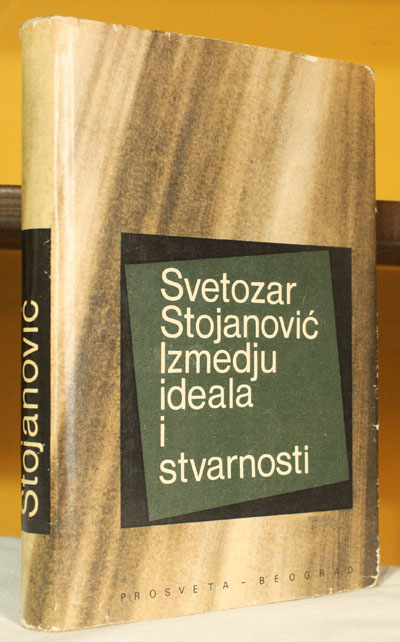 Svetozar
Stojanović
Izmedju
ideala
i
stvarnosti
PROSVETA – BEOGRAD
Stojanović